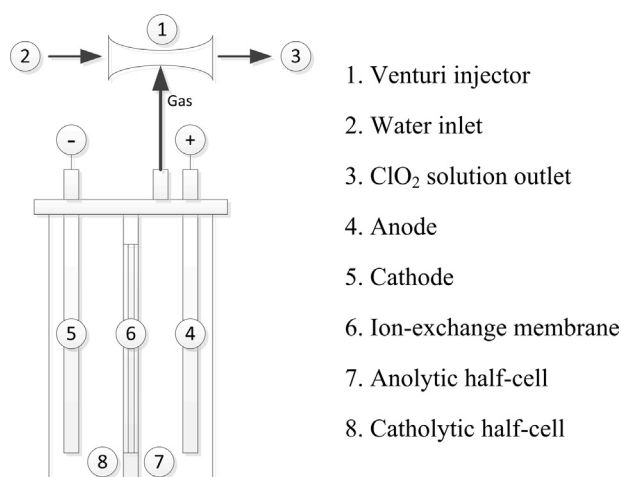 1
2
3
Gas
-
+
5
6
4
8
7
1. Venturi injector
2. Water inlet
3. ClO₂ solution outlet
4. Anode
5. Cathode
6. Ion-exchange membrane
7. Anolytic half-cell
8. Catholytic half-cell